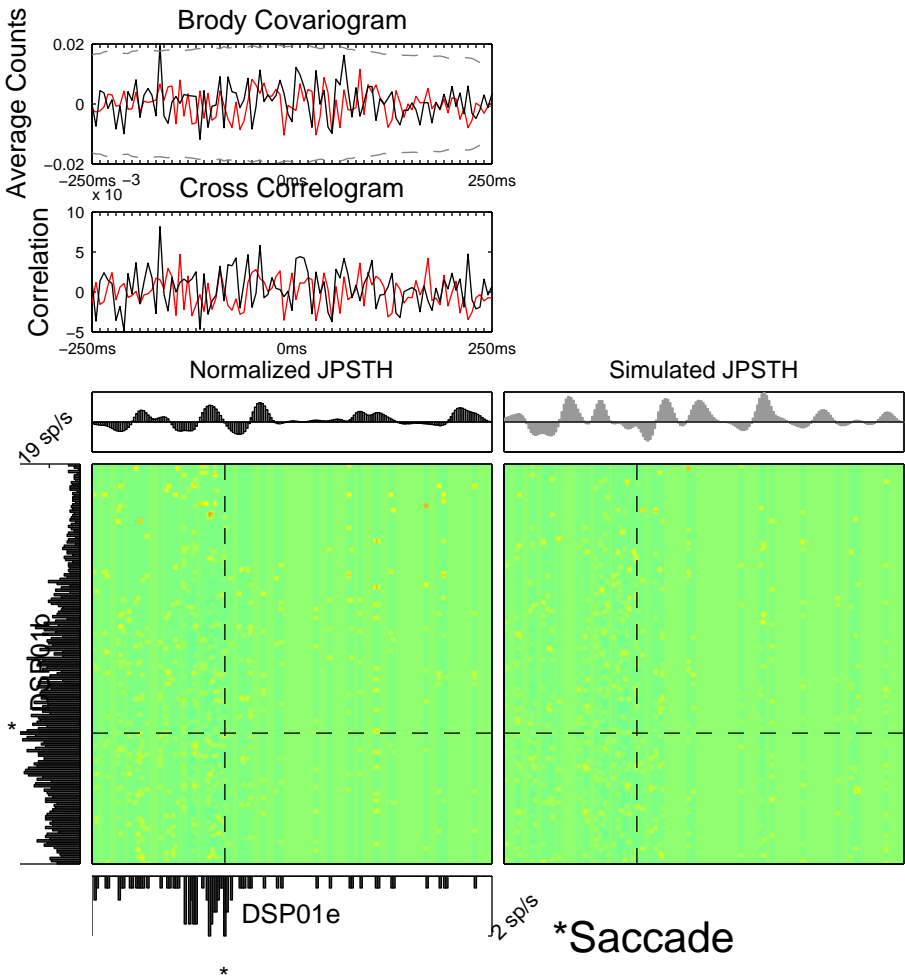 Brody Covariogram
Average Counts
0.02
0
−0.02
−250ms
0ms
250ms
−3
x 10
Cross Correlogram
Correlation
10
5
0
−5
−250ms
0ms
250ms
Normalized JPSTH
Simulated JPSTH
19 sp/s
DSP01b
*
DSP01e
2 sp/s
*
*Saccade